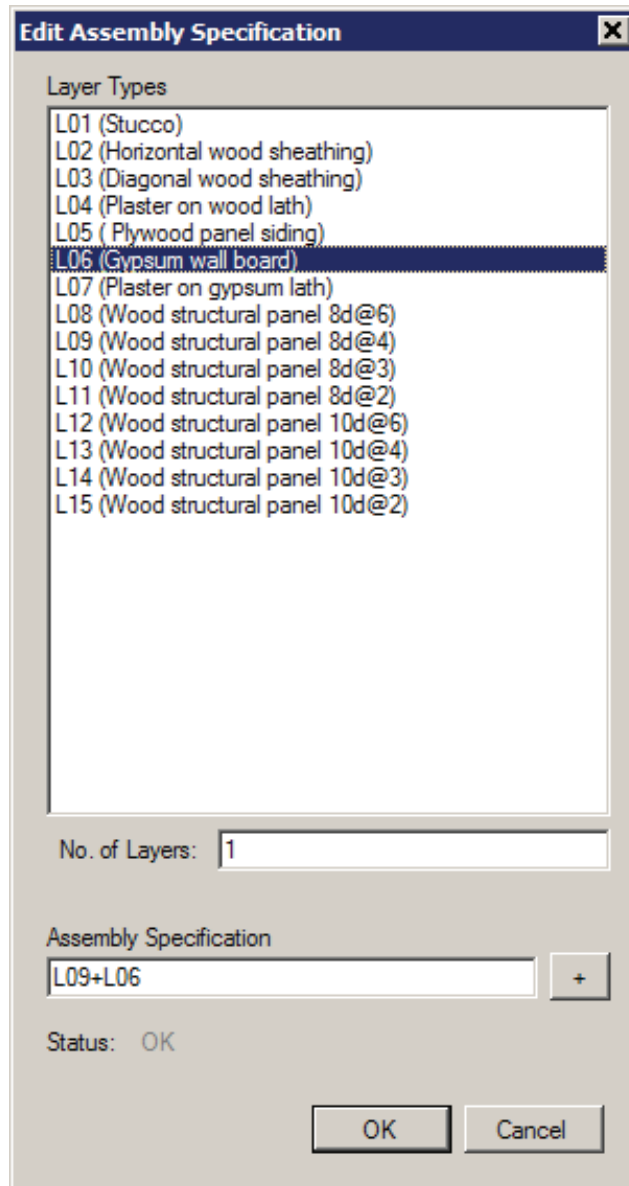 Edit Assembly Specification
Layer Types
L01 (Stucco)
L02 (Horizontal wood sheathing)
L03 (Diagonal wood sheathing)
L04 (Plaster on wood lath)
L05 ( Plywood panel siding)
L06 (Gypsum wall board)
L07 (Plaster on gypsum lath)
L08 (Wood structural panel 8d@6)
L09 (Wood structural panel 8d@4)
L10 (Wood structural panel 8d@3)
L11 (Wood structural panel 8d@2)
L12 (Wood structural panel 10d@6)
L13 (Wood structural panel 10d@4)
L14 (Wood structural panel 10d@3)
L15 (Wood structural panel 10d@2)
No. of Layers: 1
Assembly Specification
L09+L06 +
Status: OK
OK Cancel